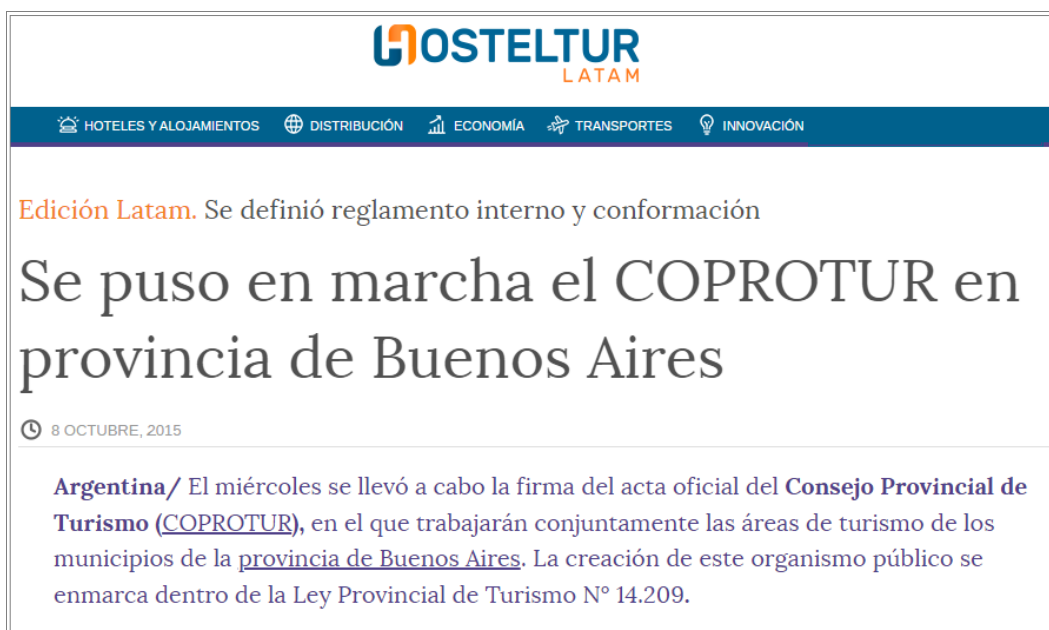 HOSTELTUR
LATAM
HOTELES Y ALOJAMIENTOS DISTRIBUCIÓN ECONOMÍA TRANSPORTES INNOVACIÓN
Edición Latam. Se definió reglamento interno y conformación
Se puso en marcha el COPROTUR en
provincia de Buenos Aires
8 OCTUBRE, 2015
Argentina/ El miércoles se llevó a cabo la firma del acta oficial del Consejo Provincial de
Turismo (COPROTUR), en el que trabajarán conjuntamente las áreas de turismo de los
municipios de la provincia de Buenos Aires. La creación de este organismo público se
enmarca dentro de la Ley Provincial de Turismo N° 14.209.